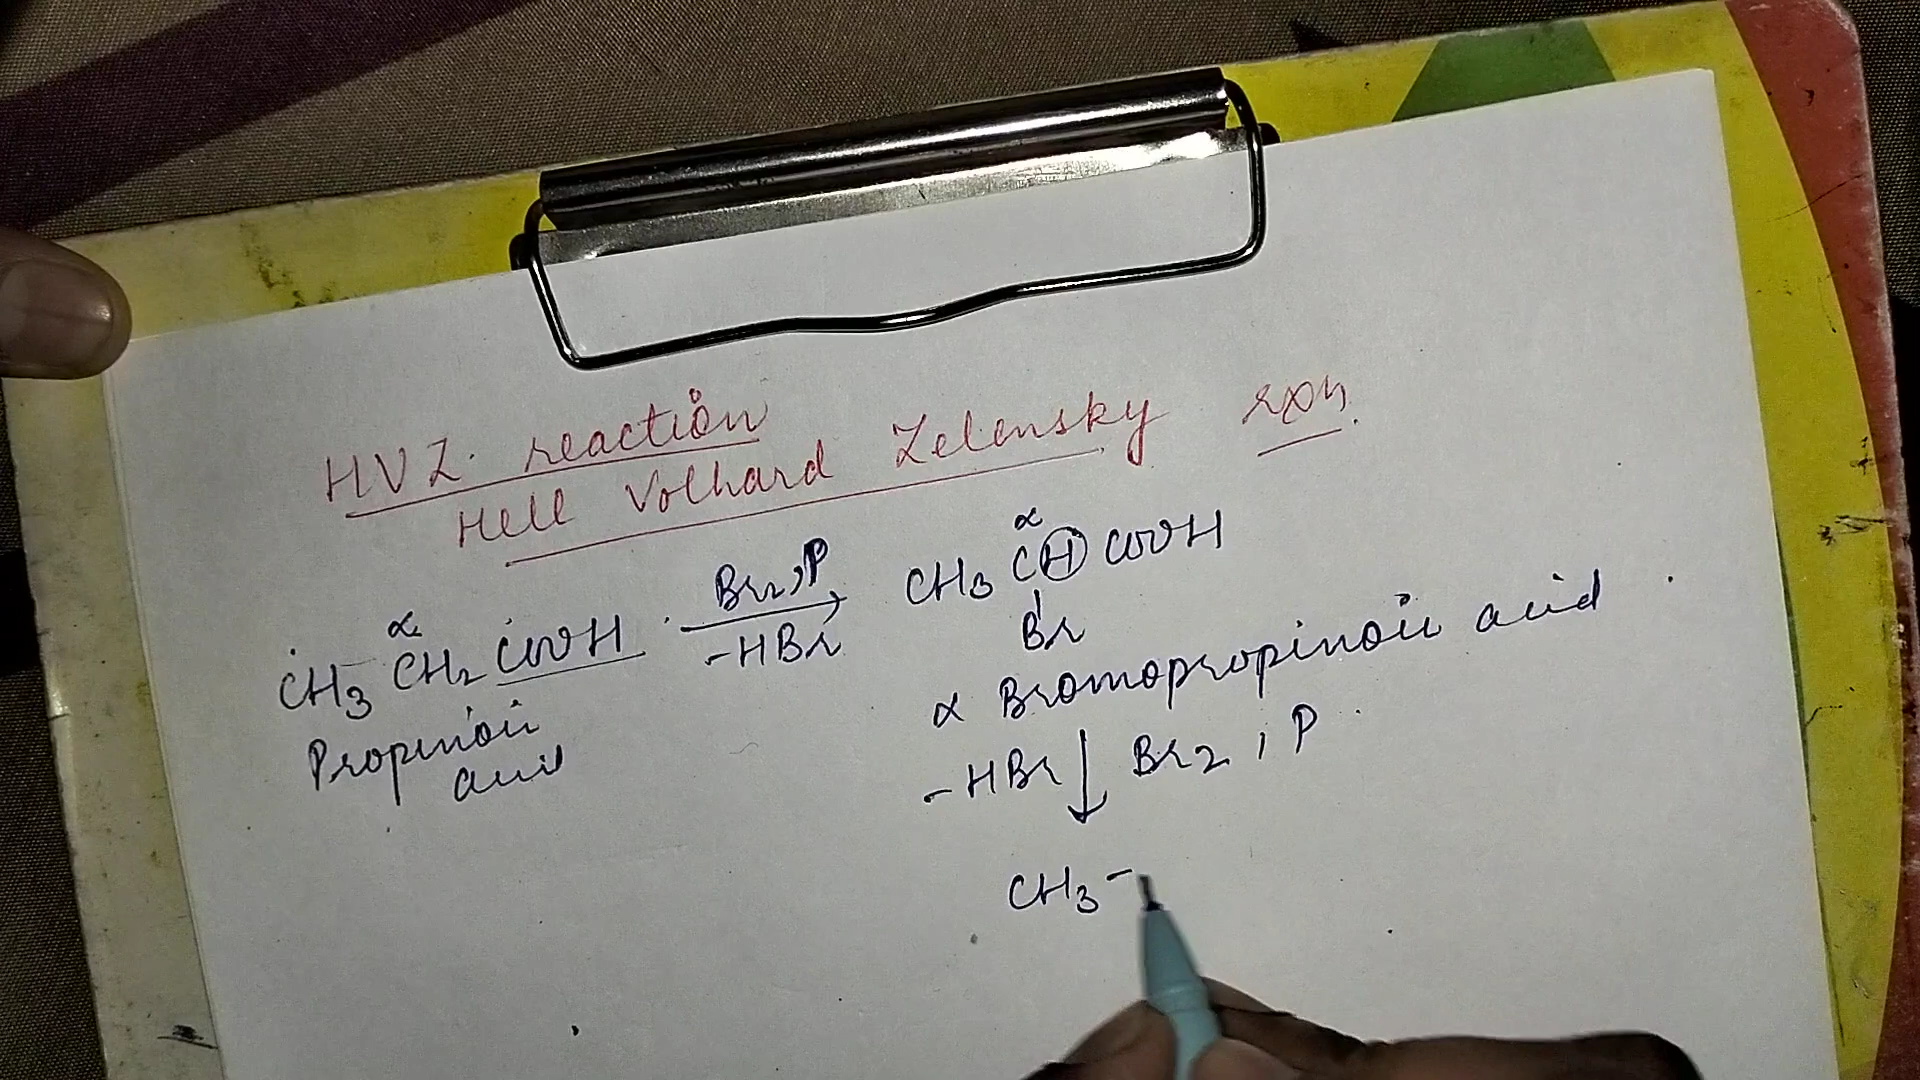 HVZ. reaction
Hell Volhard Zelensky rxn.
CH3 CH2 COOH Br2, P CH3 CH COOH
α α
-HBr Br
Propinoic acid
α Bromopropinoic acid
-HBr Br2, P
CH3 -